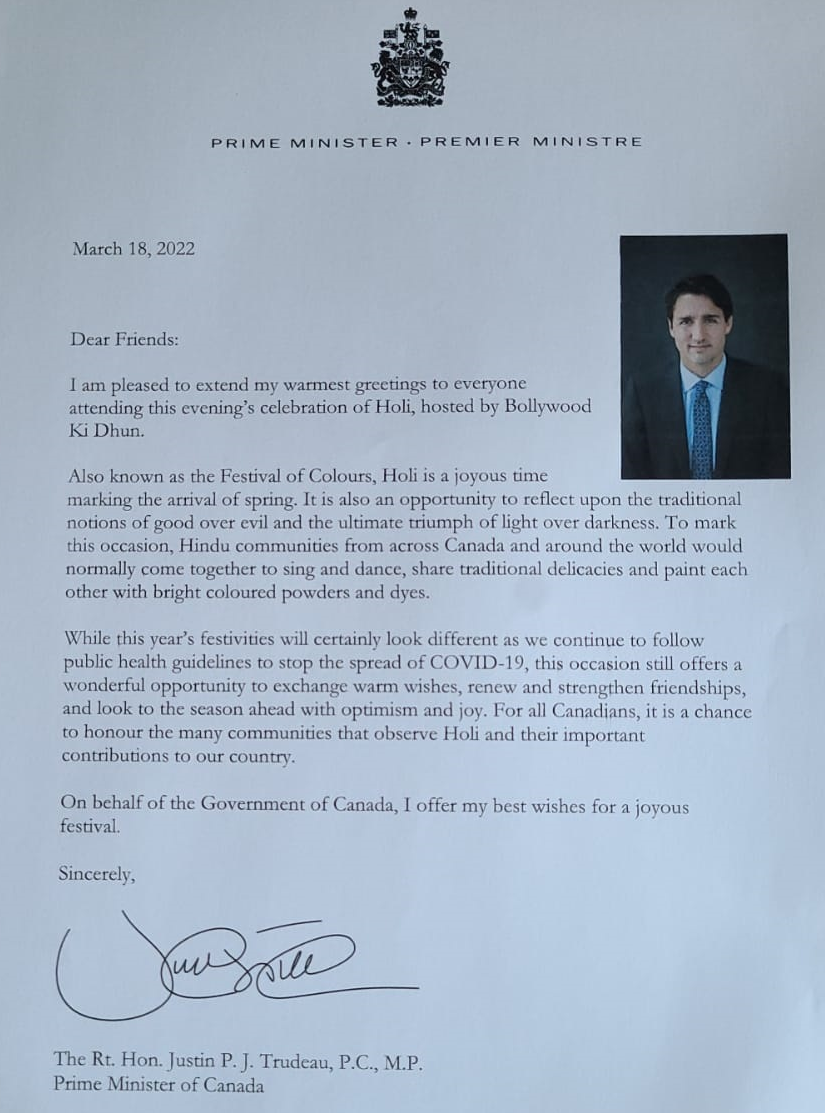 PRIME MINISTER · PREMIER MINISTRE
March 18, 2022
Dear Friends:
I am pleased to extend my warmest greetings to everyone
attending this evening's celebration of Holi, hosted by Bollywood
Ki Dhun.
Also known as the Festival of Colours, Holi is a joyous time
marking the arrival of spring. It is also an opportunity to reflect upon the traditional
notions of good over evil and the ultimate triumph of light over darkness. To mark
this occasion, Hindu communities from across Canada and around the world would
normally come together to sing and dance, share traditional delicacies and paint each
other with bright coloured powders and dyes.
While this year's festivities will certainly look different as we continue to follow
public health guidelines to stop the spread of COVID-19, this occasion still offers a
wonderful opportunity to exchange warm wishes, renew and strengthen friendships,
and look to the season ahead with optimism and joy. For all Canadians, it is a chance
to honour the many communities that observe Holi and their important
contributions to our country.
On behalf of the Government of Canada, I offer my best wishes for a joyous
festival.
Sincerely,
The Rt. Hon. Justin P. J. Trudeau, P.C., M.P.
Prime Minister of Canada